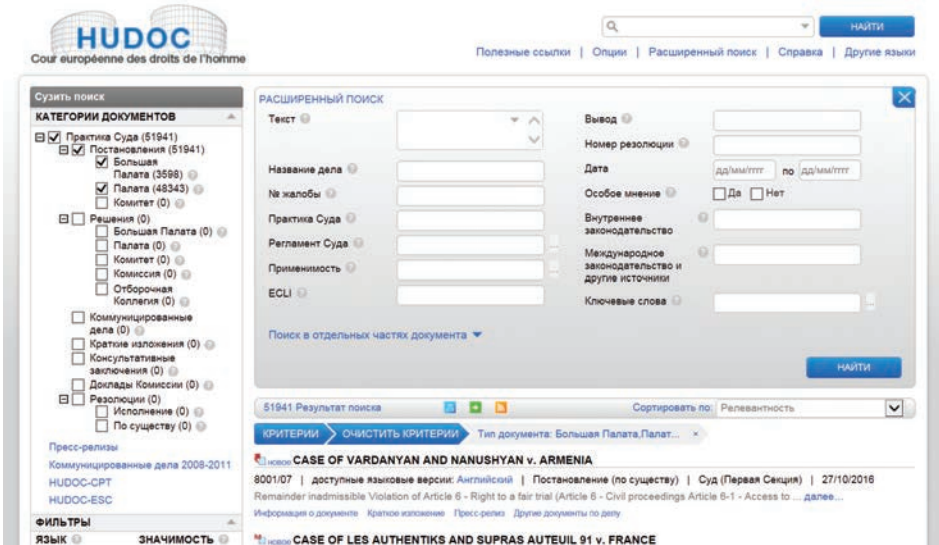 HUDOC
Cour européenne des droits de l'homme
НАЙТИ
Полезные ссылки | Опции | Расширенный поиск | Справка | Другие языки
Сузить поиск
КАТЕГОРИИ ДОКУМЕНТОВ
Практика Суда (51941)
Постановления (51941)
Большая
Палата (3598)
Палата (48343)
Комитет (0)
Решения (0)
Большая Палата (0)
Палата (0)
Комитет (0)
Комиссия (0)
Отборочная
Коллегия (0)
Коммуницированные
дела (0)
Краткие изложения (0)
Консультативные
заключения (0)
Доклады Комиссии (0)
Резолюции (0)
Исполнение (0)
По существу (0)
Пресс-релизы
Коммуницированные дела 2008-2011
HUDOC-CPT
HUDOC-ESC
ФИЛЬТРЫ
ЯЗЫК ЗНАЧИМОСТЬ
РАСШИРЕННЫЙ ПОИСК
Текст
Название дела
№ жалобы
Практика Суда
Регламент Суда
Применимость
ECLI
Вывод
Номер резолюции
Дата дд/мм/гггг по дд/мм/гггг
Особое мнение Да Нет
Внутреннее
законодательство
Международное
законодательство и
другие источники
Ключевые слова
Поиск в отдельных частях документа
НАЙТИ
51941 Результат поиска
Сортировать по: Релевантность
КРИТЕРИИ ОЧИСТИТЬ КРИТЕРИИ Тип документа: Большая Палата,Палат... ×
новое CASE OF VARDANYAN AND NANUSHYAN v. ARMENIA
8001/07 | доступные языковые версии: Английский | Постановление (по существу) | Суд (Первая Секция) | 27/10/2016
Remainder inadmissible Violation of Article 6 - Right to a fair trial (Article 6 - Civil proceedings Article 6-1 - Access to ... далее...
Информация о документе Краткое изложение Пресс-релиз Другие документы по делу
новое CASE OF LES AUTHENTIKS AND SUPRAS AUTEUIL 91 v. FRANCE